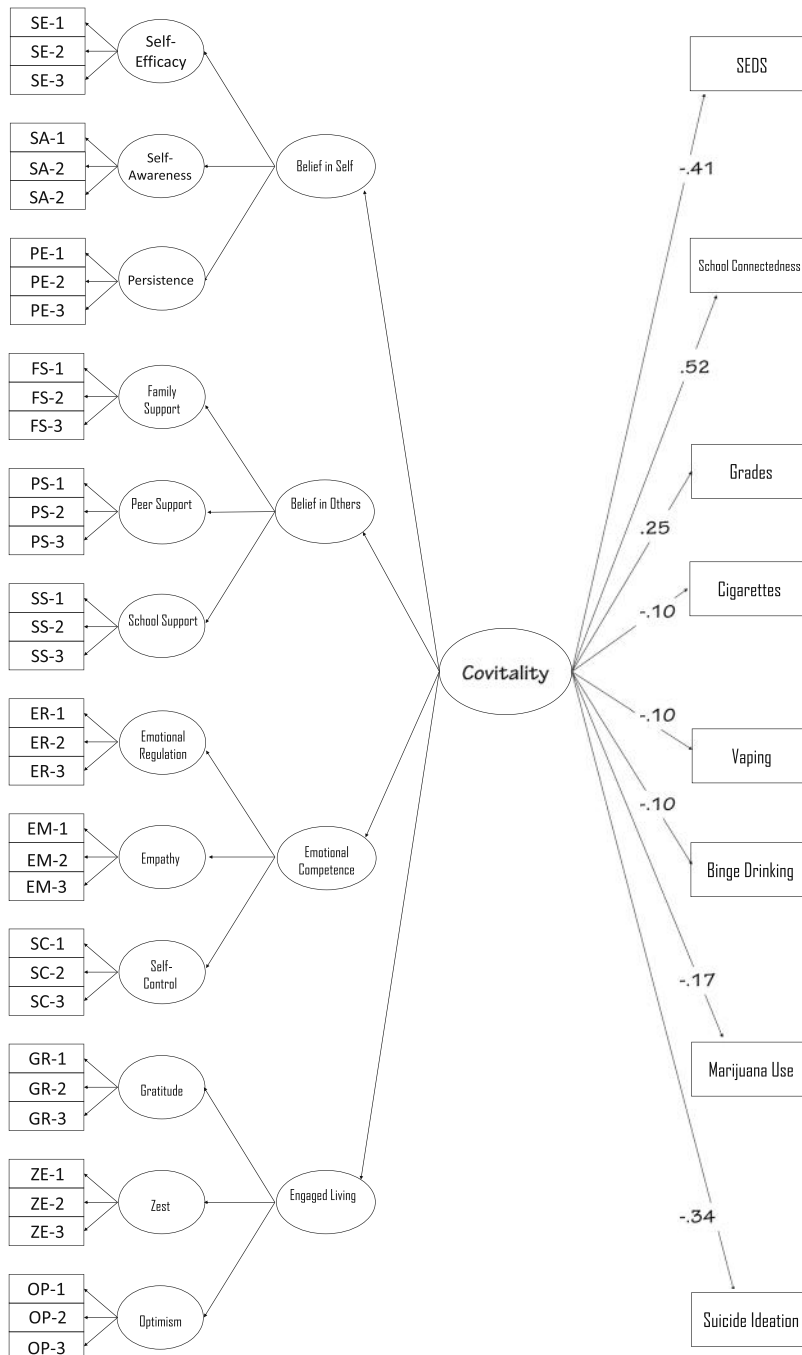 SE-1
SE-2
SE-3
Self-
Efficacy
SA-1
SA-2
SA-2
Self-
Awareness
PE-1
PE-2
PE-3
Persistence
Belief in Self
FS-1
FS-2
FS-3
Family
Support
PS-1
PS-2
PS-3
Peer Support
SS-1
SS-2
SS-3
School Support
Belief in Others
ER-1
ER-2
ER-3
Emotional
Regulation
EM-1
EM-2
EM-3
Empathy
SC-1
SC-2
SC-3
Self-
Control
Emotional
Competence
GR-1
GR-2
GR-3
Gratitude
ZE-1
ZE-2
ZE-3
Zest
OP-1
OP-2
OP-3
Optimism
Engaged Living
Covitality
-.41
SEDS
.52
School Connectedness
.25
Grades
-.10
Cigarettes
-.10
Vaping
-.10
Binge Drinking
-.17
Marijuana Use
-.34
Suicide Ideation